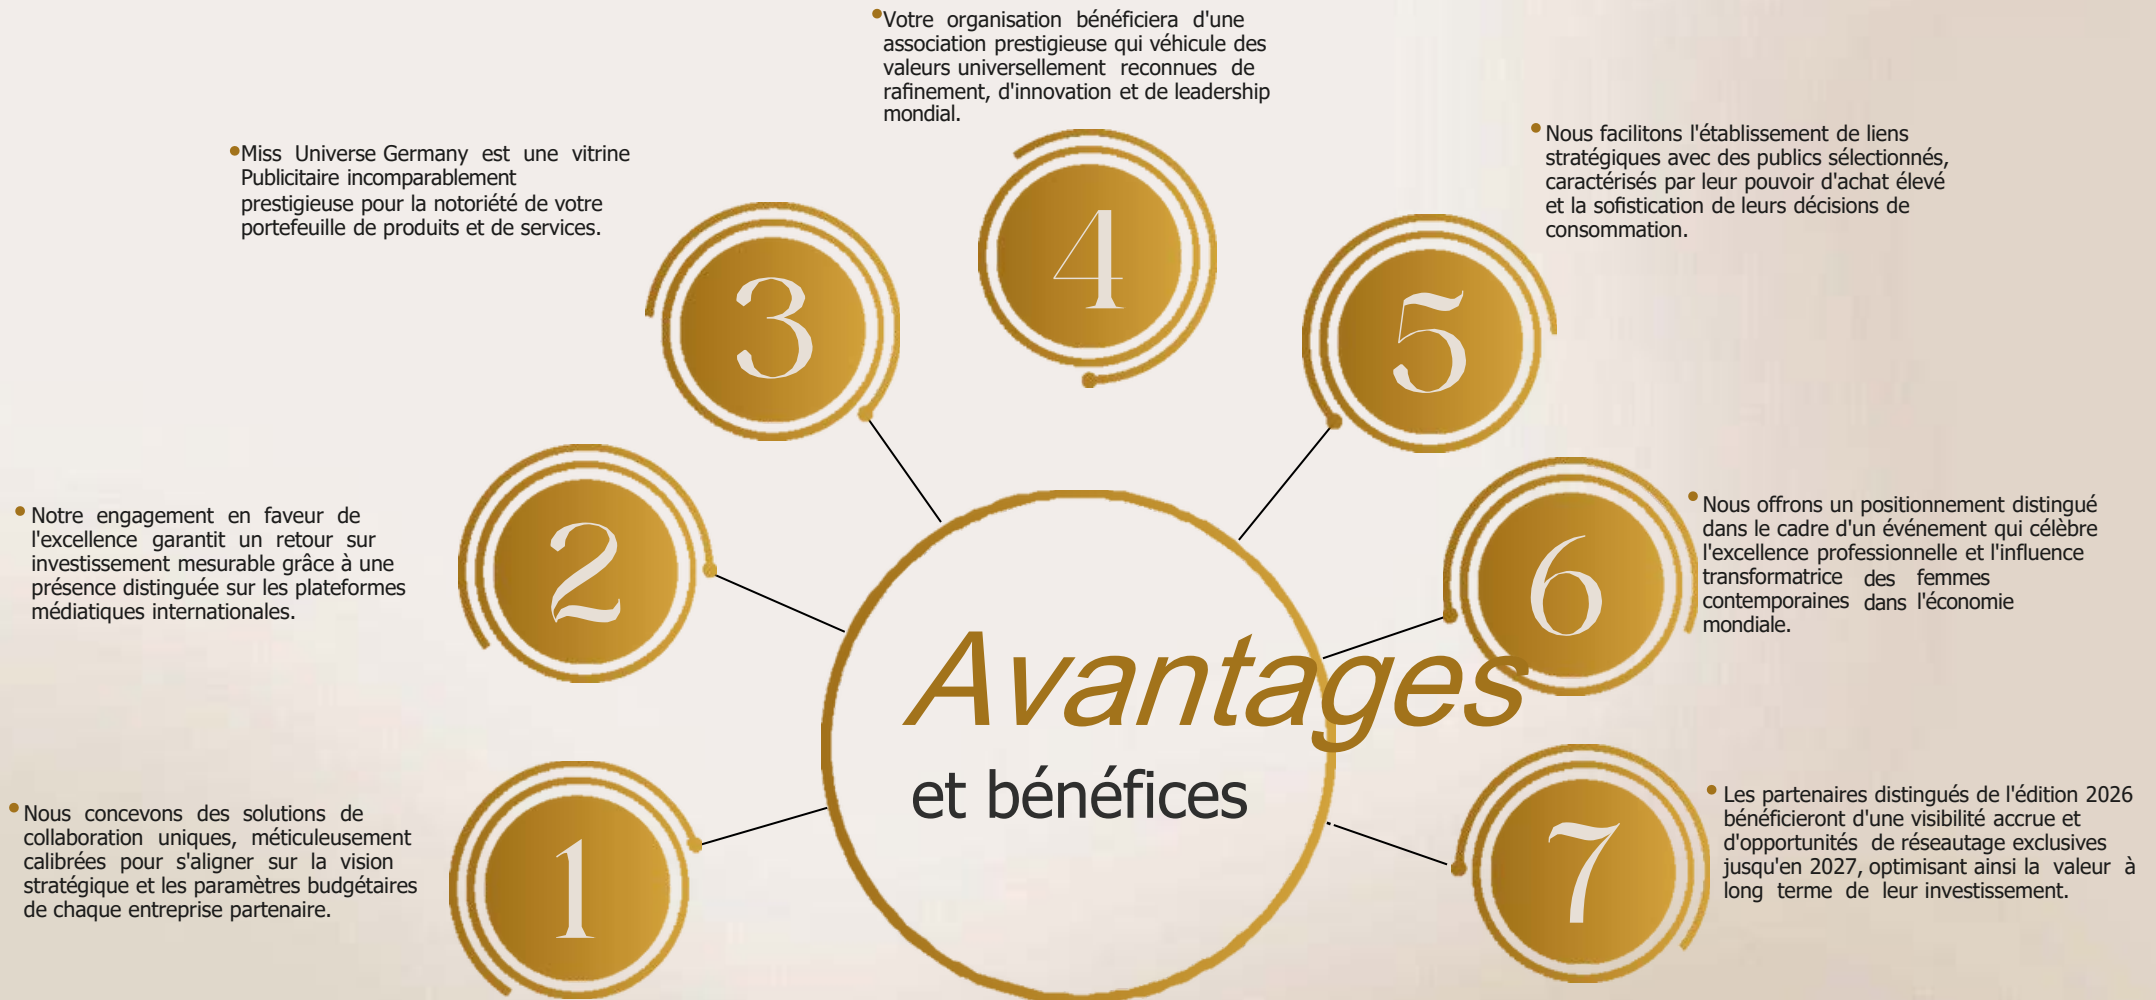 •Votre organisation bénéficiera d'une
association prestigieuse qui véhicule des
valeurs universellement reconnues de
rafinement, d'innovation et de leadership
mondial.
•Miss Universe Germany est une vitrine
Publicitaire incomparablement
prestigieuse pour la notoriété de votre
portefeuille de produits et de services.
•Nous facilitons l'établissement de liens
stratégiques avec des publics sélectionnés,
caractérisés par leur pouvoir d'achat élevé
et la sofistication de leurs décisions de
consommation.
4
3
5
•Notre engagement en faveur de
l'excellence garantit un retour sur
investissement mesurable grâce à une
présence distinguée sur les plateformes
médiatiques internationales.
2
6
•Nous offrons un positionnement distingué
dans le cadre d'un événement qui célèbre
l'excellence professionnelle et l'influence
transformatrice des femmes
contemporaines dans l'économie
mondiale.
Avantages
et bénéfices
•Nous concevons des solutions de
collaboration uniques, méticuleusement
calibrées pour s'aligner sur la vision
stratégique et les paramètres budgétaires
de chaque entreprise partenaire.
1
7
•Les partenaires distingués de l'édition 2026
bénéficieront d'une visibilité accrue et
d'opportunités de réseautage exclusives
jusqu'en 2027, optimisant ainsi la valeur à
long terme de leur investissement.